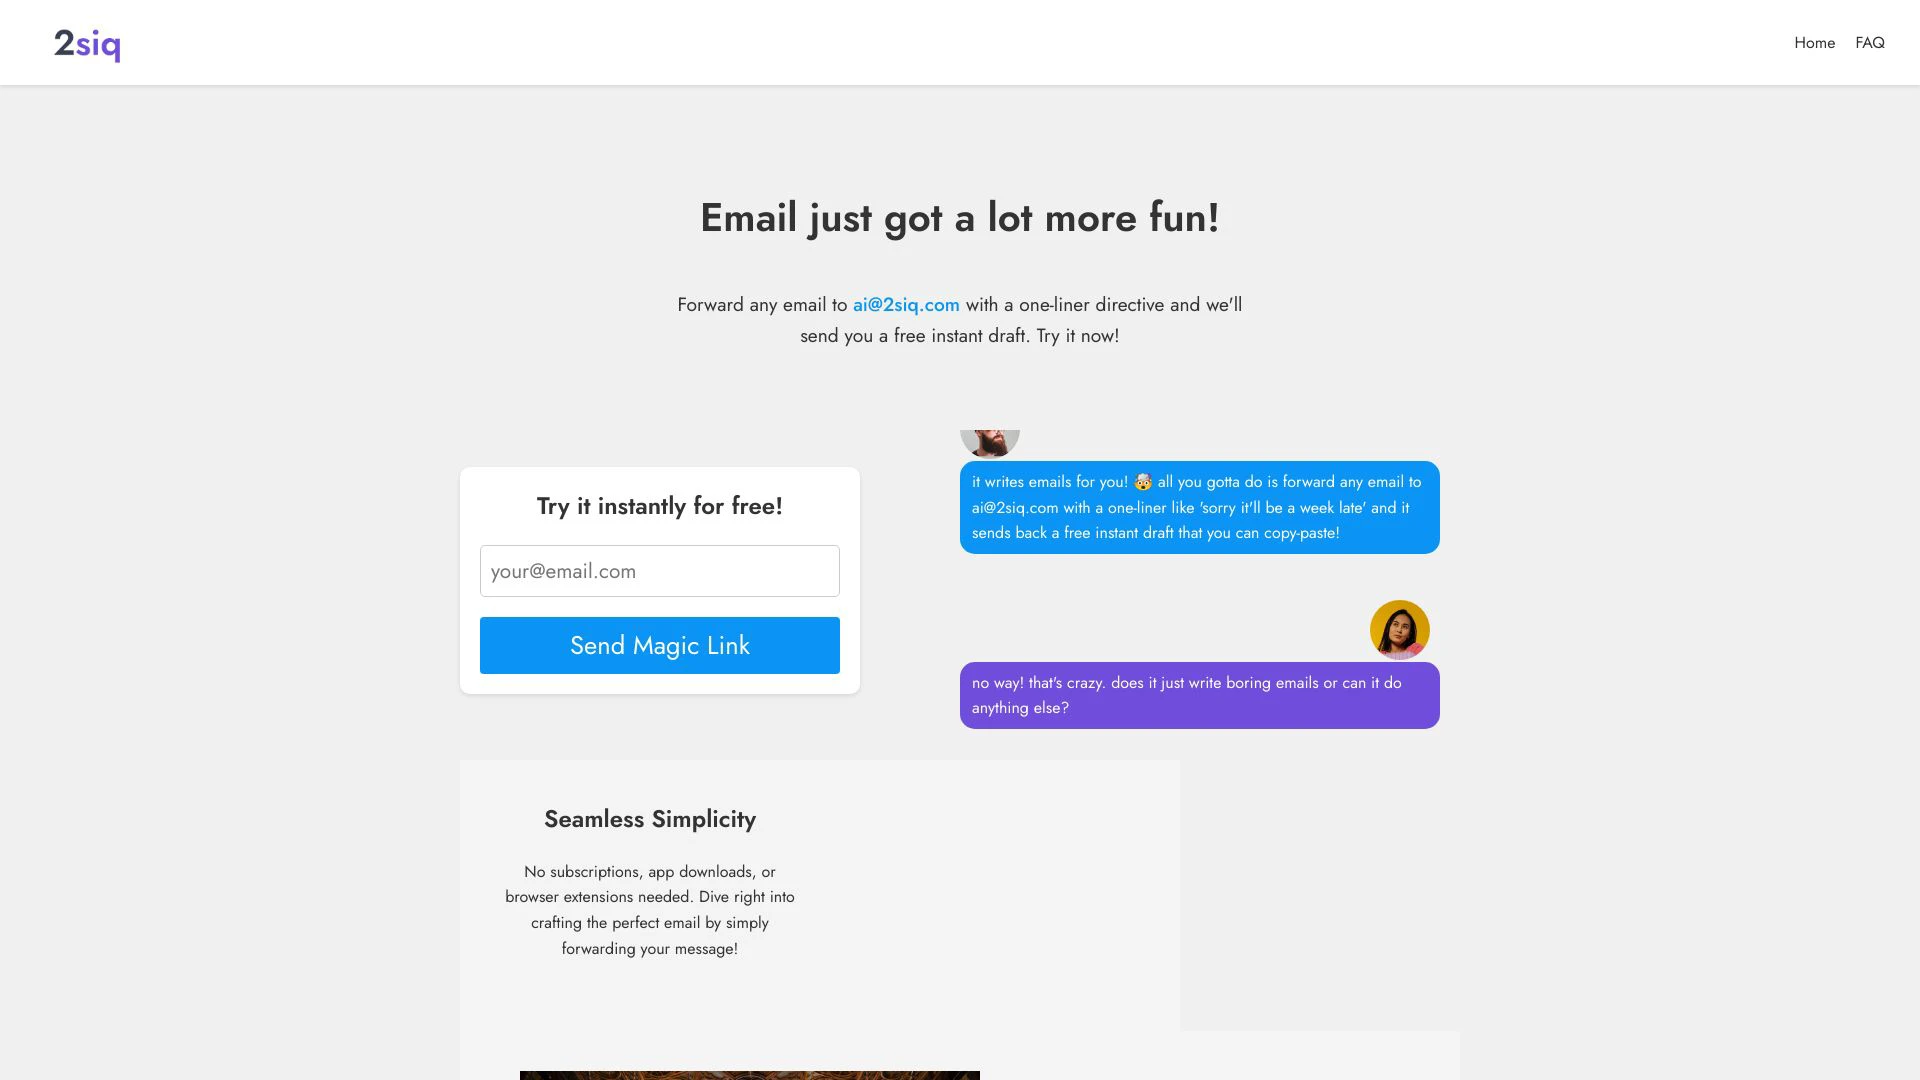 2siq
Home
FAQ
Email just got a lot more fun!
Forward any email to ai@2siq.com with a one-liner directive and we'll
send you a free instant draft. Try it now!
Try it instantly for free!
your@email.com
Send Magic Link
it writes emails for you! 🤯 all you gotta do is forward any email to
ai@2siq.com with a one-liner like 'sorry it'll be a week late' and it
sends back a free instant draft that you can copy-paste!
no way! that's crazy. does it just write boring emails or can it do
anything else?
Seamless Simplicity
No subscriptions, app downloads, or
browser extensions needed. Dive right into
crafting the perfect email by simply
forwarding your message!